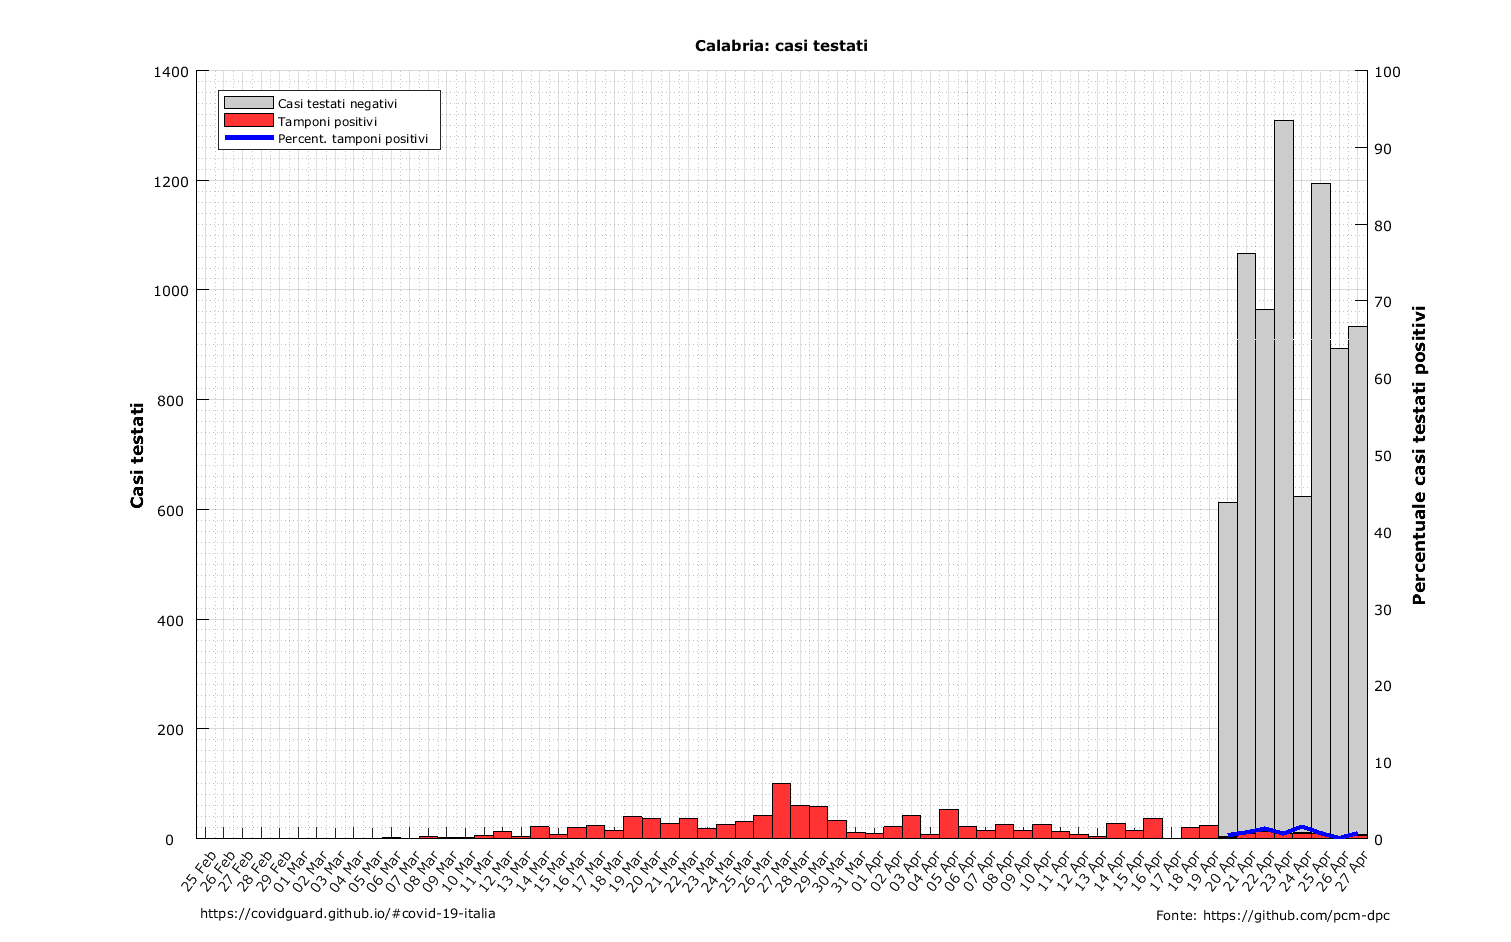 Calabria: casi testati
1400
1200
1000
800
600
400
200
0
Casi testati
Casi testati negativi
Tamponi positivi
Percent. tamponi positivi
100
90
80
70
60
50
40
30
20
10
0
Percentuale casi testati positivi
25 Feb
26 Feb
27 Feb
28 Feb
29 Feb
01 Mar
02 Mar
03 Mar
04 Mar
05 Mar
06 Mar
07 Mar
08 Mar
09 Mar
10 Mar
11 Mar
12 Mar
13 Mar
14 Mar
15 Mar
16 Mar
17 Mar
18 Mar
19 Mar
20 Mar
21 Mar
22 Mar
23 Mar
24 Mar
25 Mar
26 Mar
27 Mar
28 Mar
29 Mar
30 Mar
31 Mar
01 Apr
02 Apr
03 Apr
04 Apr
05 Apr
06 Apr
07 Apr
08 Apr
09 Apr
10 Apr
11 Apr
12 Apr
13 Apr
14 Apr
15 Apr
16 Apr
17 Apr
18 Apr
19 Apr
20 Apr
21 Apr
22 Apr
23 Apr
24 Apr
25 Apr
26 Apr
27 Apr
https://covidguard.github.io/#covid-19-italia
Fonte: https://github.com/pcm-dpc